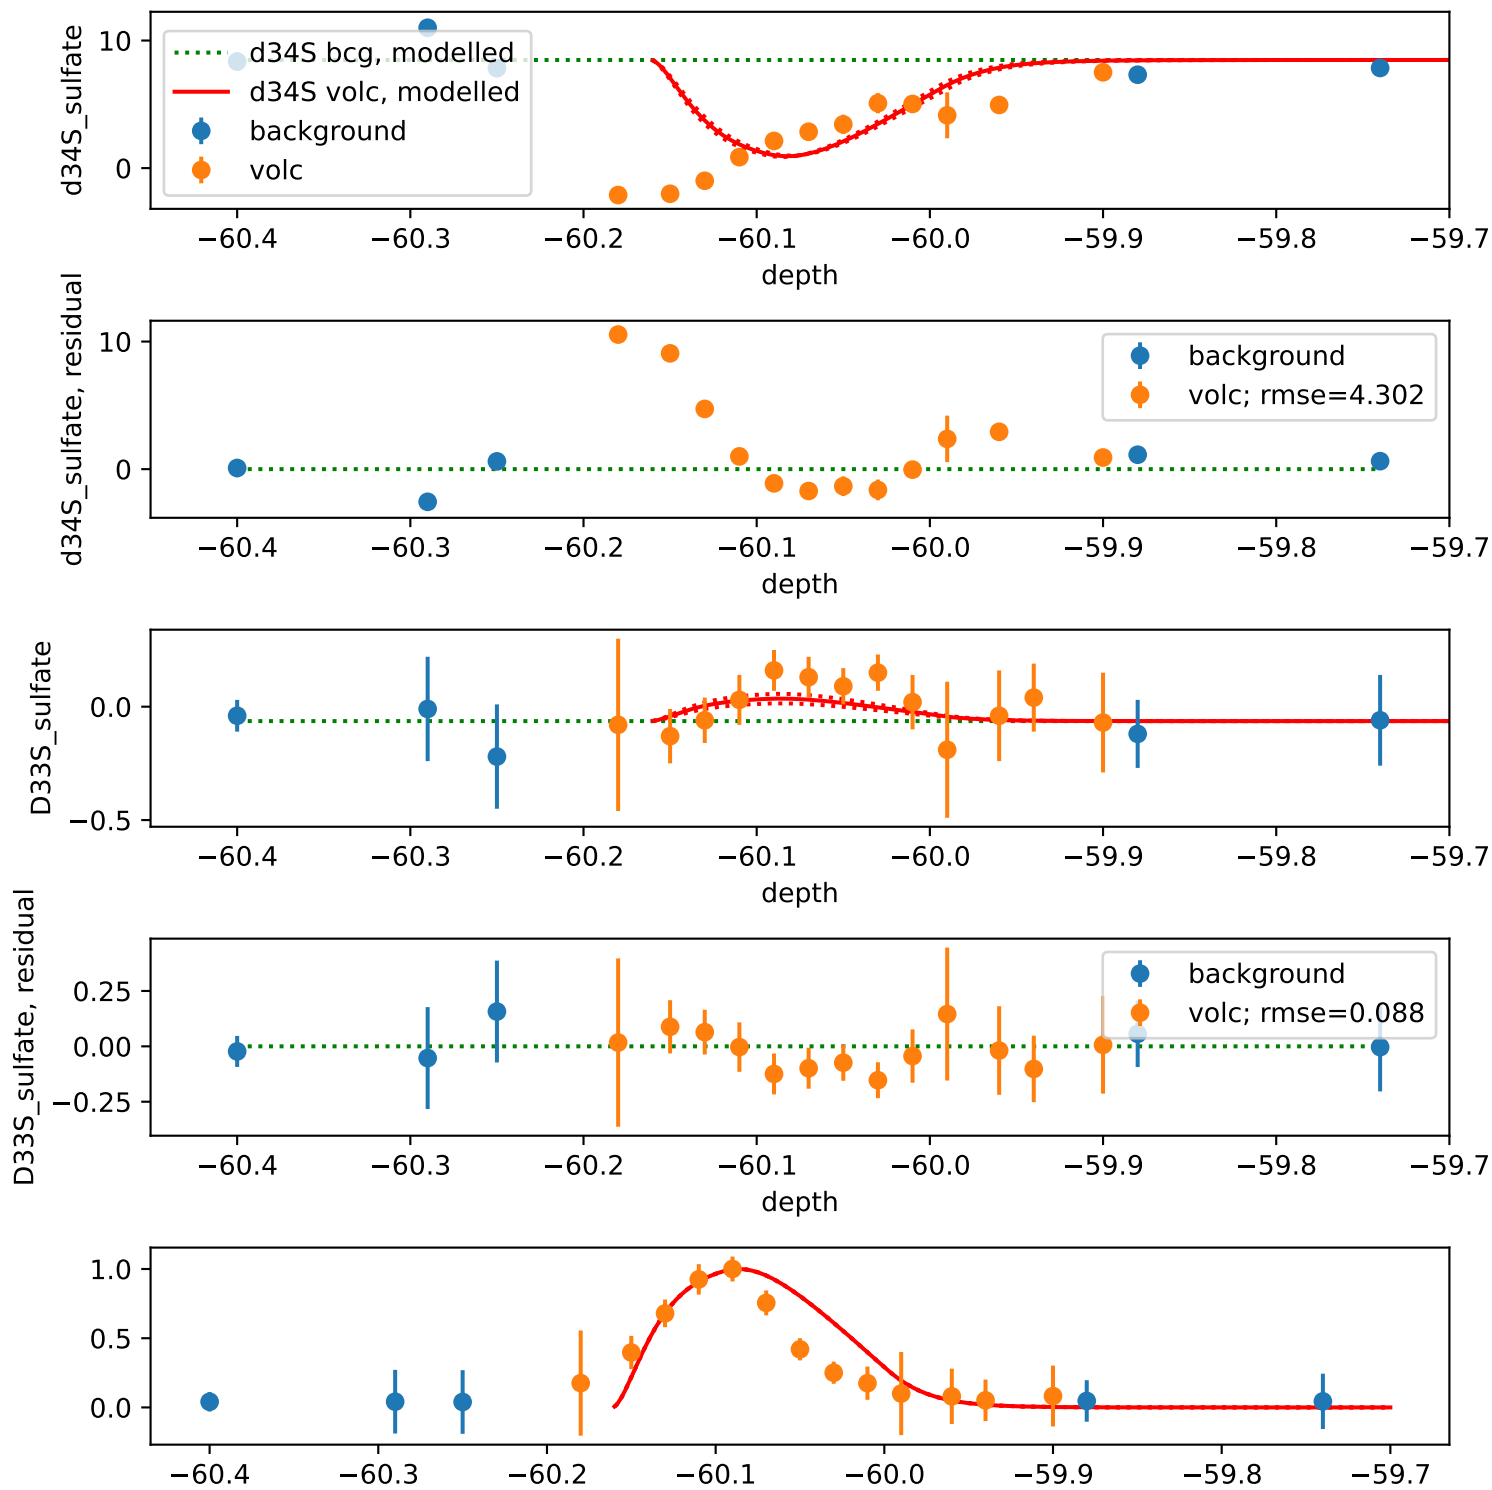 d34S_sulfate
10
0
d34S bcg, modelled
d34S volc, modelled
background
volc
−60.4 −60.3 −60.2 −60.1 −60.0 −59.9 −59.8 −59.7
depth
d34S_sulfate, residual
10
0
background
volc; rmse=4.302
−60.4 −60.3 −60.2 −60.1 −60.0 −59.9 −59.8 −59.7
depth
D33S_sulfate
0.0
−0.5
−60.4 −60.3 −60.2 −60.1 −60.0 −59.9 −59.8 −59.7
depth
D33S_sulfate, residual
0.25
0.00
−0.25
background
volc; rmse=0.088
−60.4 −60.3 −60.2 −60.1 −60.0 −59.9 −59.8 −59.7
depth
1.0
0.5
0.0
−60.4 −60.3 −60.2 −60.1 −60.0 −59.9 −59.8 −59.7